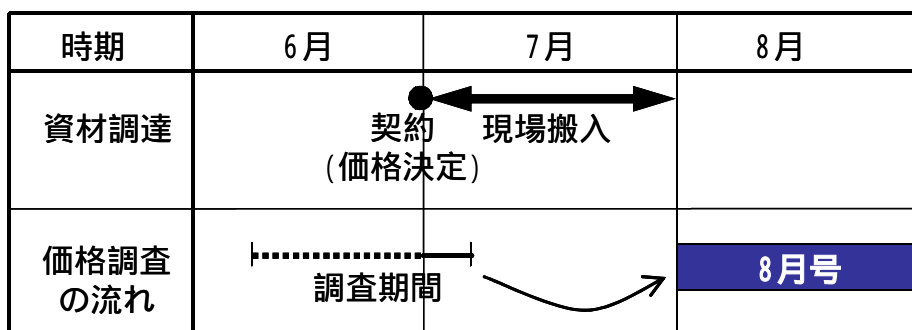 時期
6月
7月
8月
資材調達
契約
(価格決定)
現場搬入
価格調査
の流れ
調査期間
8月号